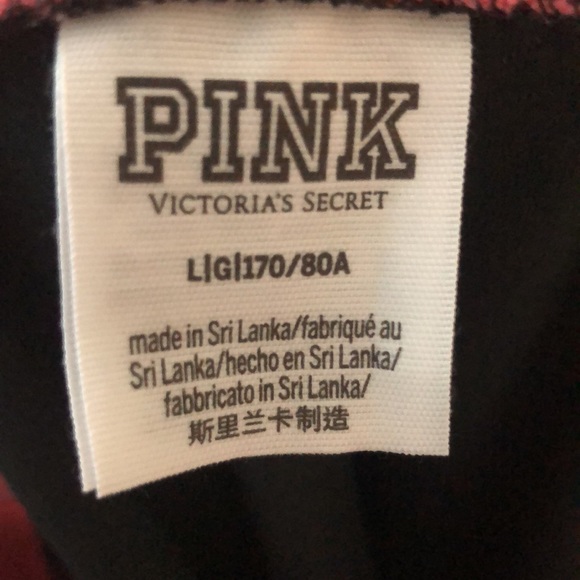 PINK
VICTORIA'S SECRET
L|G|170/80A
made in Sri Lanka/fabriqué au
Sri Lanka/hecho en Sri Lanka/
fabbricato in Sri Lanka/
斯里兰卡制造